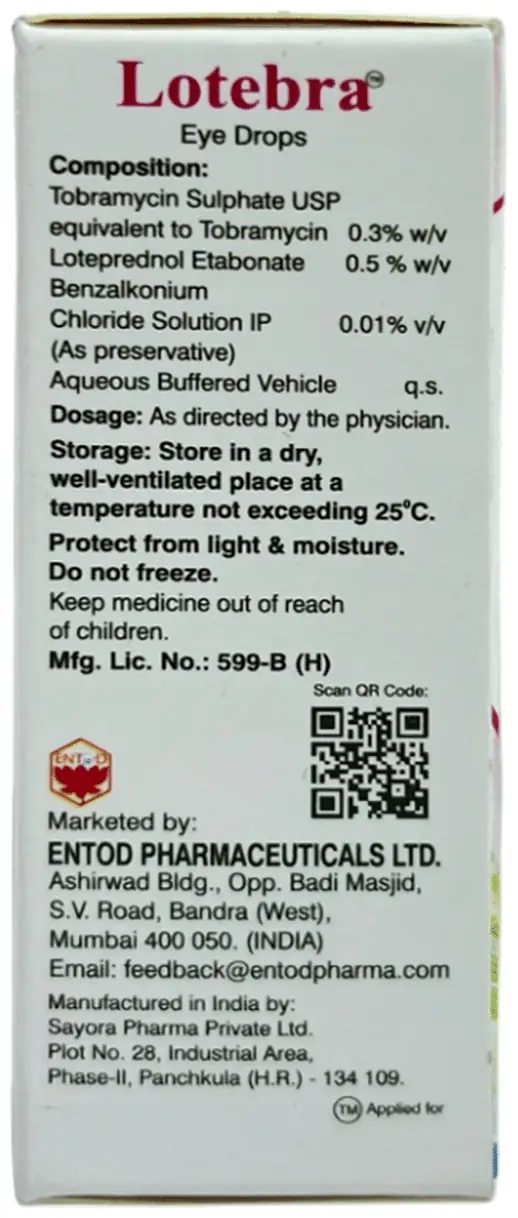 Lotebra™
Eye Drops
Composition:
Tobramycin Sulphate USP
equivalent to Tobramycin 0.3% w/v
Loteprednol Etabonate 0.5 % w/v
Benzalkonium
Chloride Solution IP 0.01% v/v
(As preservative)
Aqueous Buffered Vehicle q.s.
Dosage: As directed by the physician.
Storage: Store in a dry,
well-ventilated place at a
temperature not exceeding 25°C.
Protect from light & moisture.
Do not freeze.
Keep medicine out of reach
of children.
Mfg. Lic. No.: 599-B (H)
Scan QR Code:
ENTOD
Marketed by:
ENTOD PHARMACEUTICALS LTD.
Ashirwad Bldg., Opp. Badi Masjid,
S.V. Road, Bandra (West),
Mumbai 400 050. (INDIA)
Email: feedback@entodpharma.com
Manufactured in India by:
Sayora Pharma Private Ltd.
Plot No. 28, Industrial Area,
Phase-II, Panchkula (H.R.) - 134 109.
TM Applied for